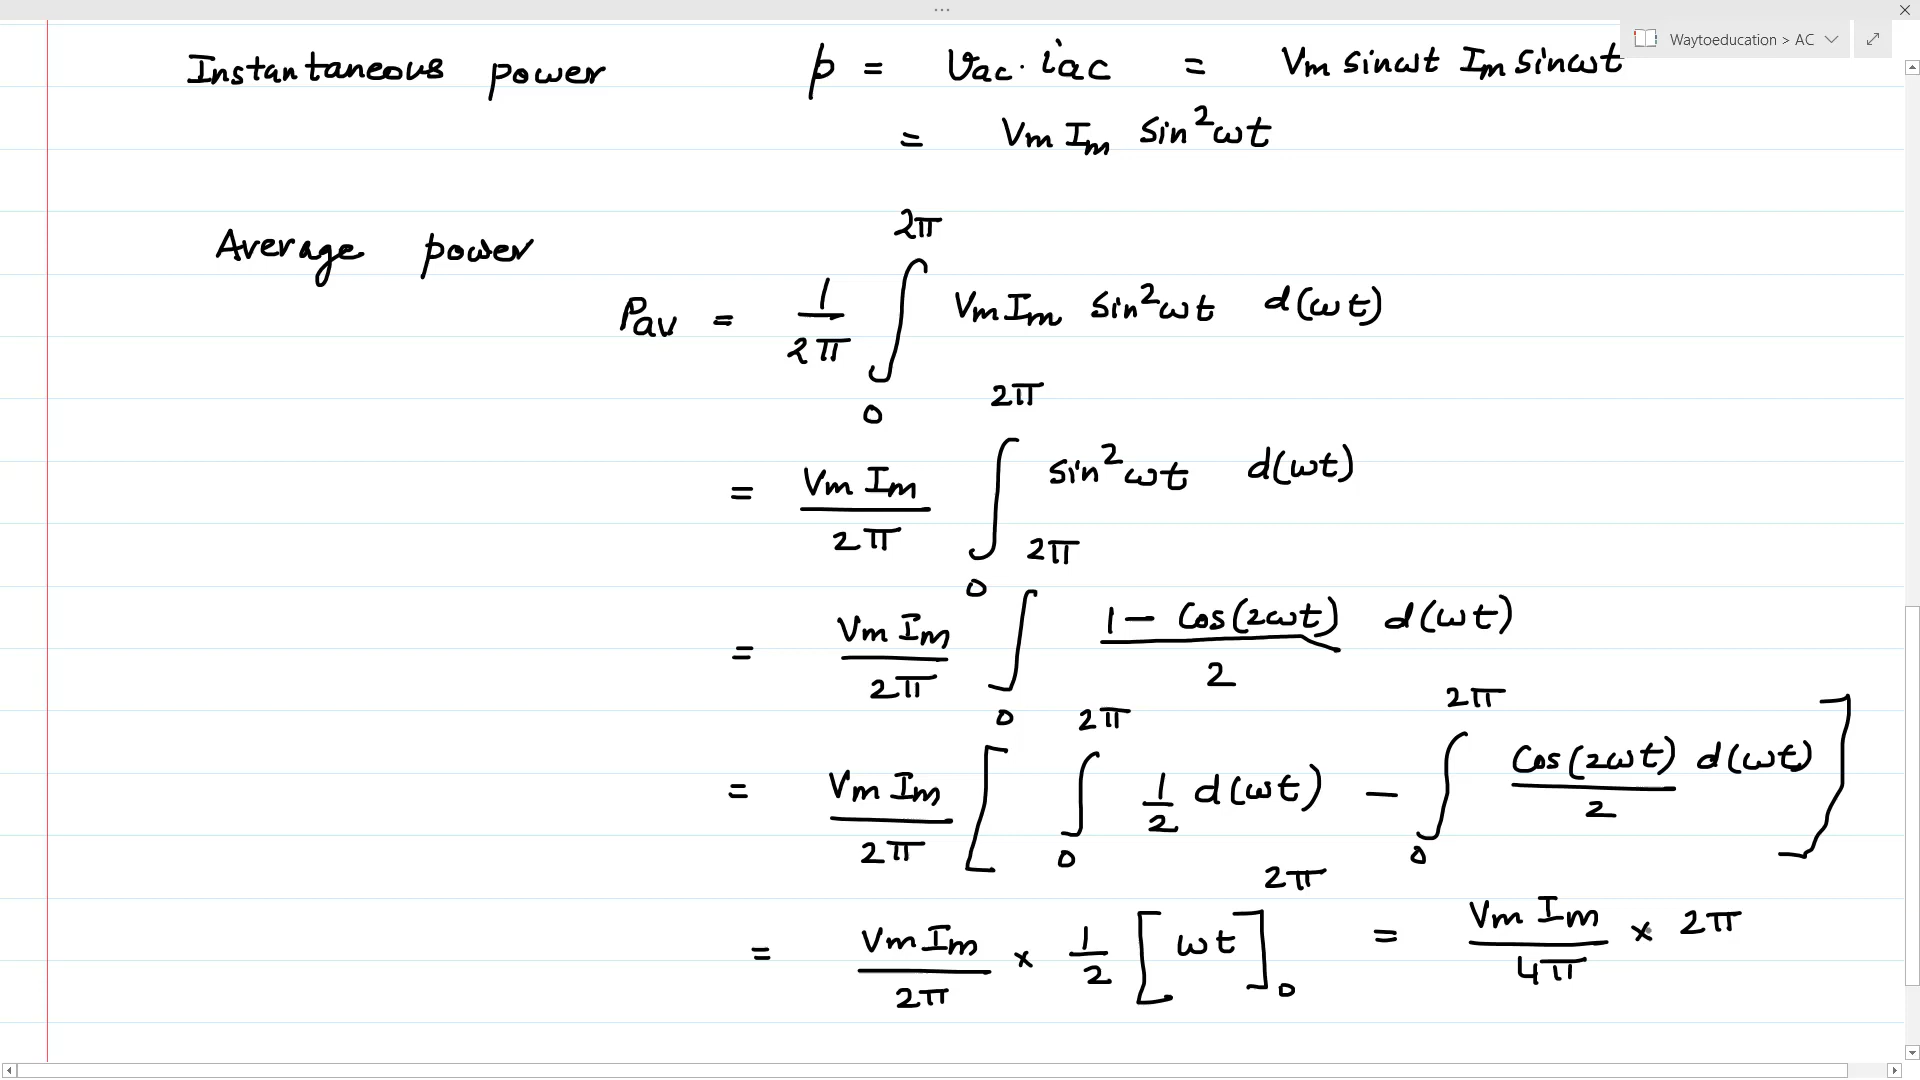 Waytoeducation > AC
Instantaneous power p = Vac · iac = Vm sinωt Im sinωt
= Vm Im sin²ωt
Average power
Pav = 1/2π ∫₀^2π Vm Im sin²ωt d(ωt)
= Vm Im/2π ∫₀^2π sin²ωt d(ωt)
= Vm Im/2π ∫₀^2π 1 − Cos(2ωt)/2 d(ωt)
= Vm Im/2π [ ∫₀^2π 1/2 d(ωt) − ∫₀^2π Cos(2ωt)/2 d(ωt) ]
= Vm Im/2π × 1/2 [ωt]₀^2π = Vm Im/4π × 2π